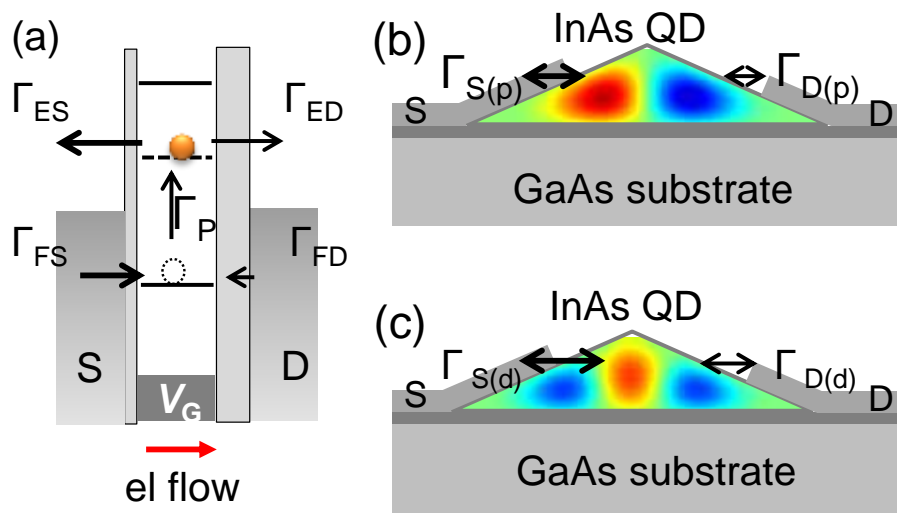 (a)
Γ_ES
Γ_ED
Γ_P
Γ_FS
Γ_FD
S
D
V_G
el flow
(b)
InAs QD
Γ_S(p)
Γ_D(p)
S
D
GaAs substrate
(c)
InAs QD
Γ_S(d)
Γ_D(d)
S
D
GaAs substrate